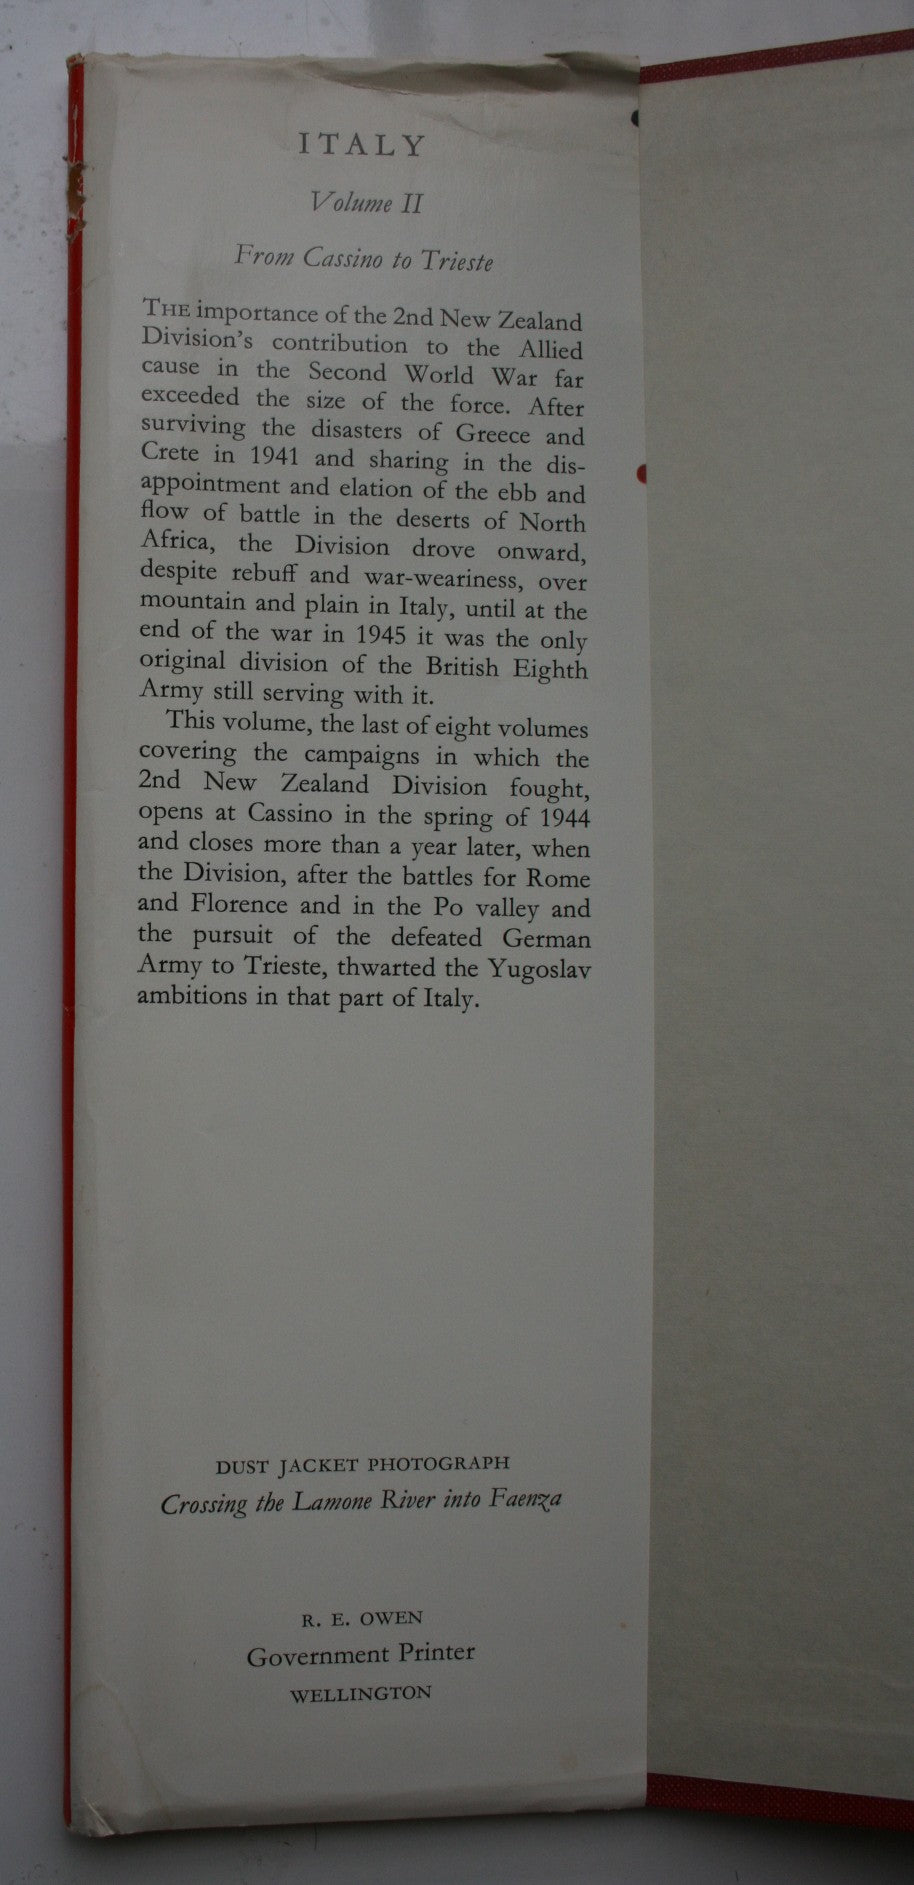 ITALY
Volume II
From Cassino to Trieste
THE importance of the 2nd New Zealand
Division's contribution to the Allied
cause in the Second World War far
exceeded the size of the force. After
surviving the disasters of Greece and
Crete in 1941 and sharing in the dis-
appointment and elation of the ebb and
flow of battle in the deserts of North
Africa, the Division drove onward,
despite rebuff and war-weariness, over
mountain and plain in Italy, until at the
end of the war in 1945 it was the only
original division of the British Eighth
Army still serving with it.
This volume, the last of eight volumes
covering the campaigns in which the
2nd New Zealand Division fought,
opens at Cassino in the spring of 1944
and closes more than a year later, when
the Division, after the battles for Rome
and Florence and in the Po valley and
the pursuit of the defeated German
Army to Trieste, thwarted the Yugoslav
ambitions in that part of Italy.
DUST JACKET PHOTOGRAPH
Crossing the Lamone River into Faenza
R. E. OWEN
Government Printer
WELLINGTON